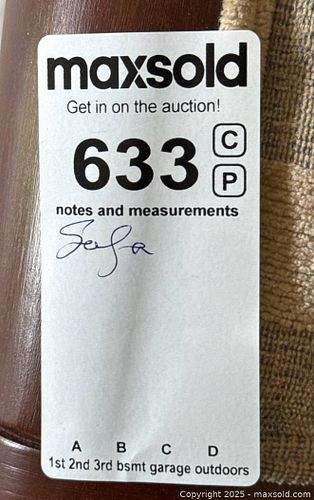 maxsold
Get in on the auction!
633 C
P
notes and measurements
Sofa
A B C D
1st 2nd 3rd bsmt garage outdoors
Copyright © 2025 - maxsold.com